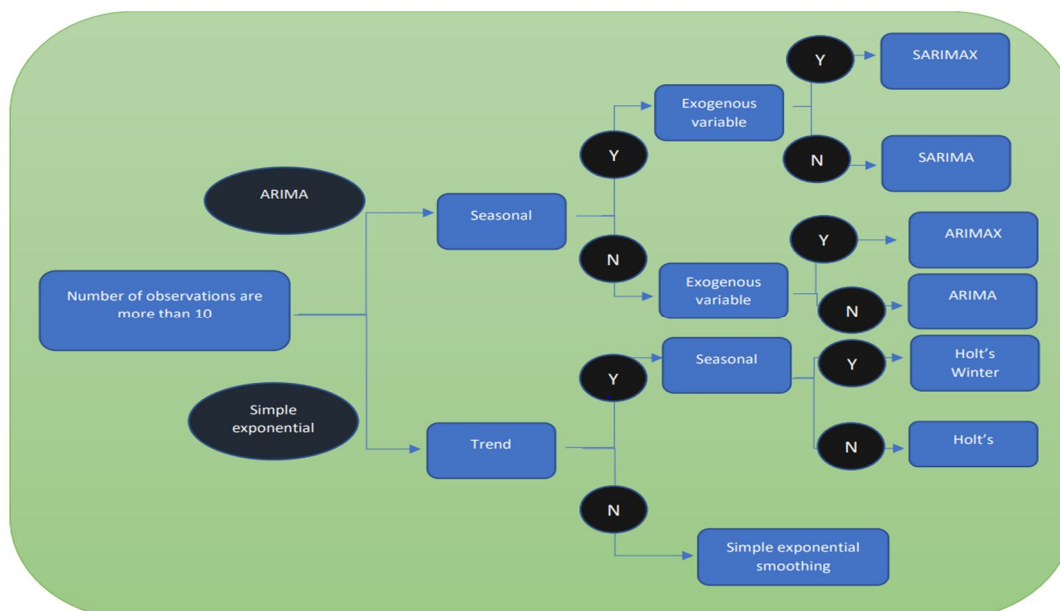 Number of observations are
more than 10
ARIMA
Simple
exponential
Seasonal
Y
Exogenous
variable
Y
SARIMAX
N
SARIMA
N
Exogenous
variable
Y
ARIMAX
N
ARIMA
Trend
Y
Seasonal
Y
Holt’s
Winter
N
Holt’s
N
Simple exponential
smoothing